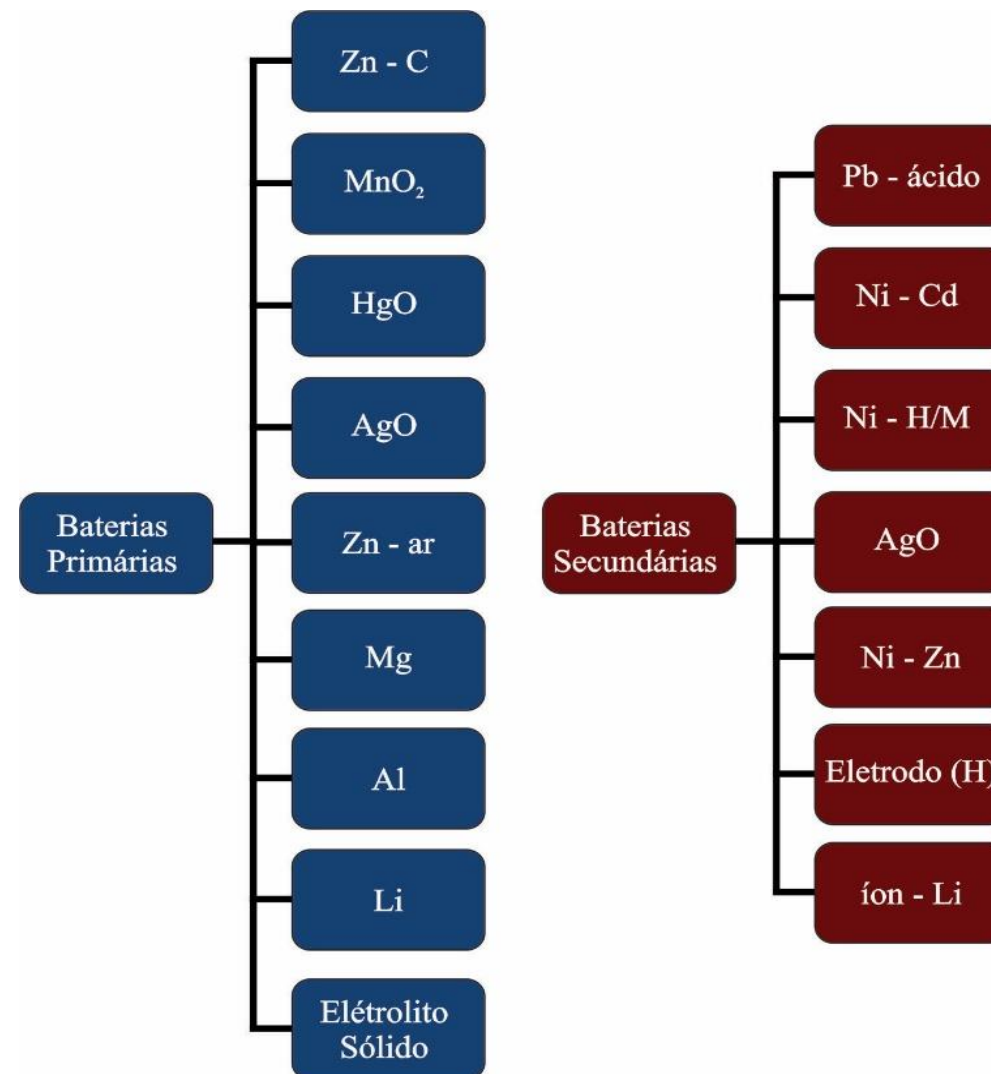 Baterias
Primárias
Zn - C
MnO₂
HgO
AgO
Zn - ar
Mg
Al
Li
Elétrolito
Sólido
Baterias
Secundárias
Pb - ácido
Ni - Cd
Ni - H/M
AgO
Ni - Zn
Eletrodo (H)
íon - Li